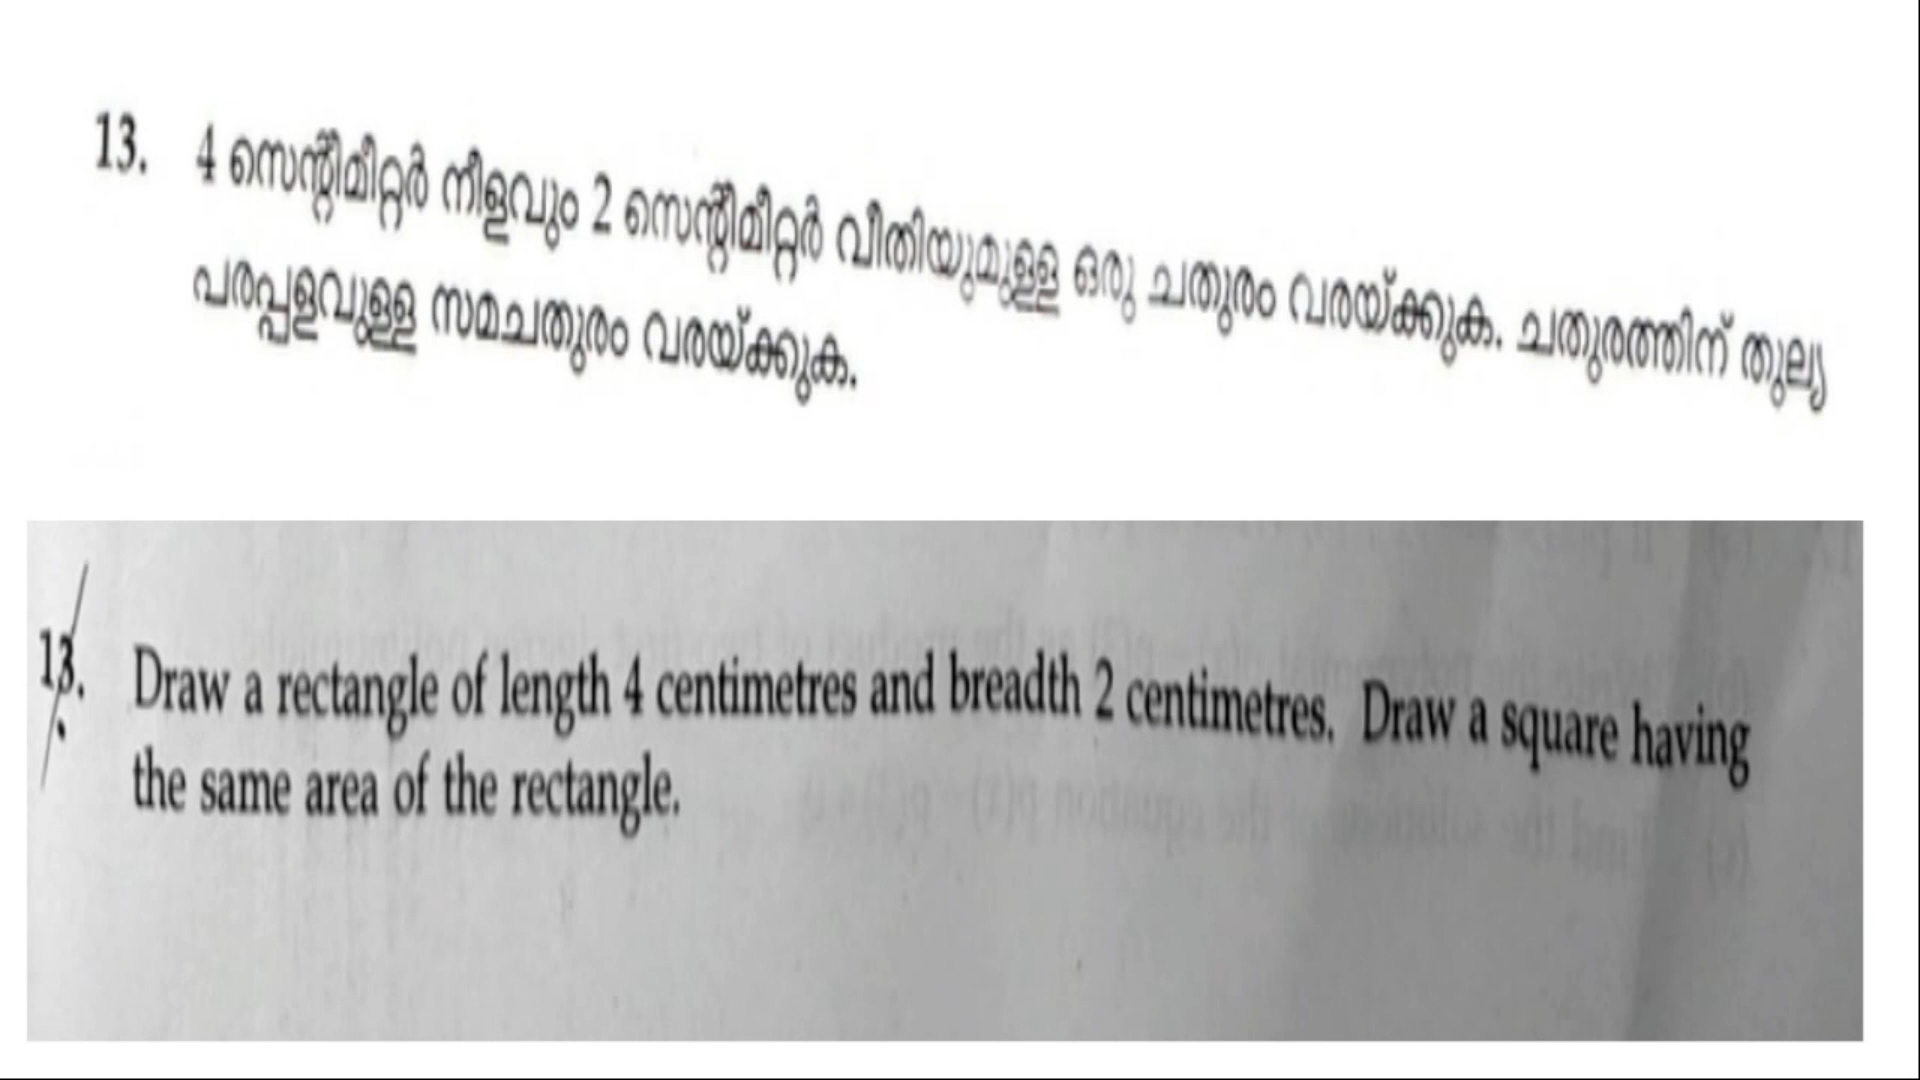 13. 4 സെന്റീമീറ്റർ നീളവും 2 സെന്റീമീറ്റർ വീതിയുമുള്ള ഒരു ചതുരം വരയ്ക്കുക. ചതുരത്തിന് തുല്യ
പരപ്പളവുള്ള സമചതുരം വരയ്ക്കുക.
13. Draw a rectangle of length 4 centimetres and breadth 2 centimetres. Draw a square having
the same area of the rectangle.